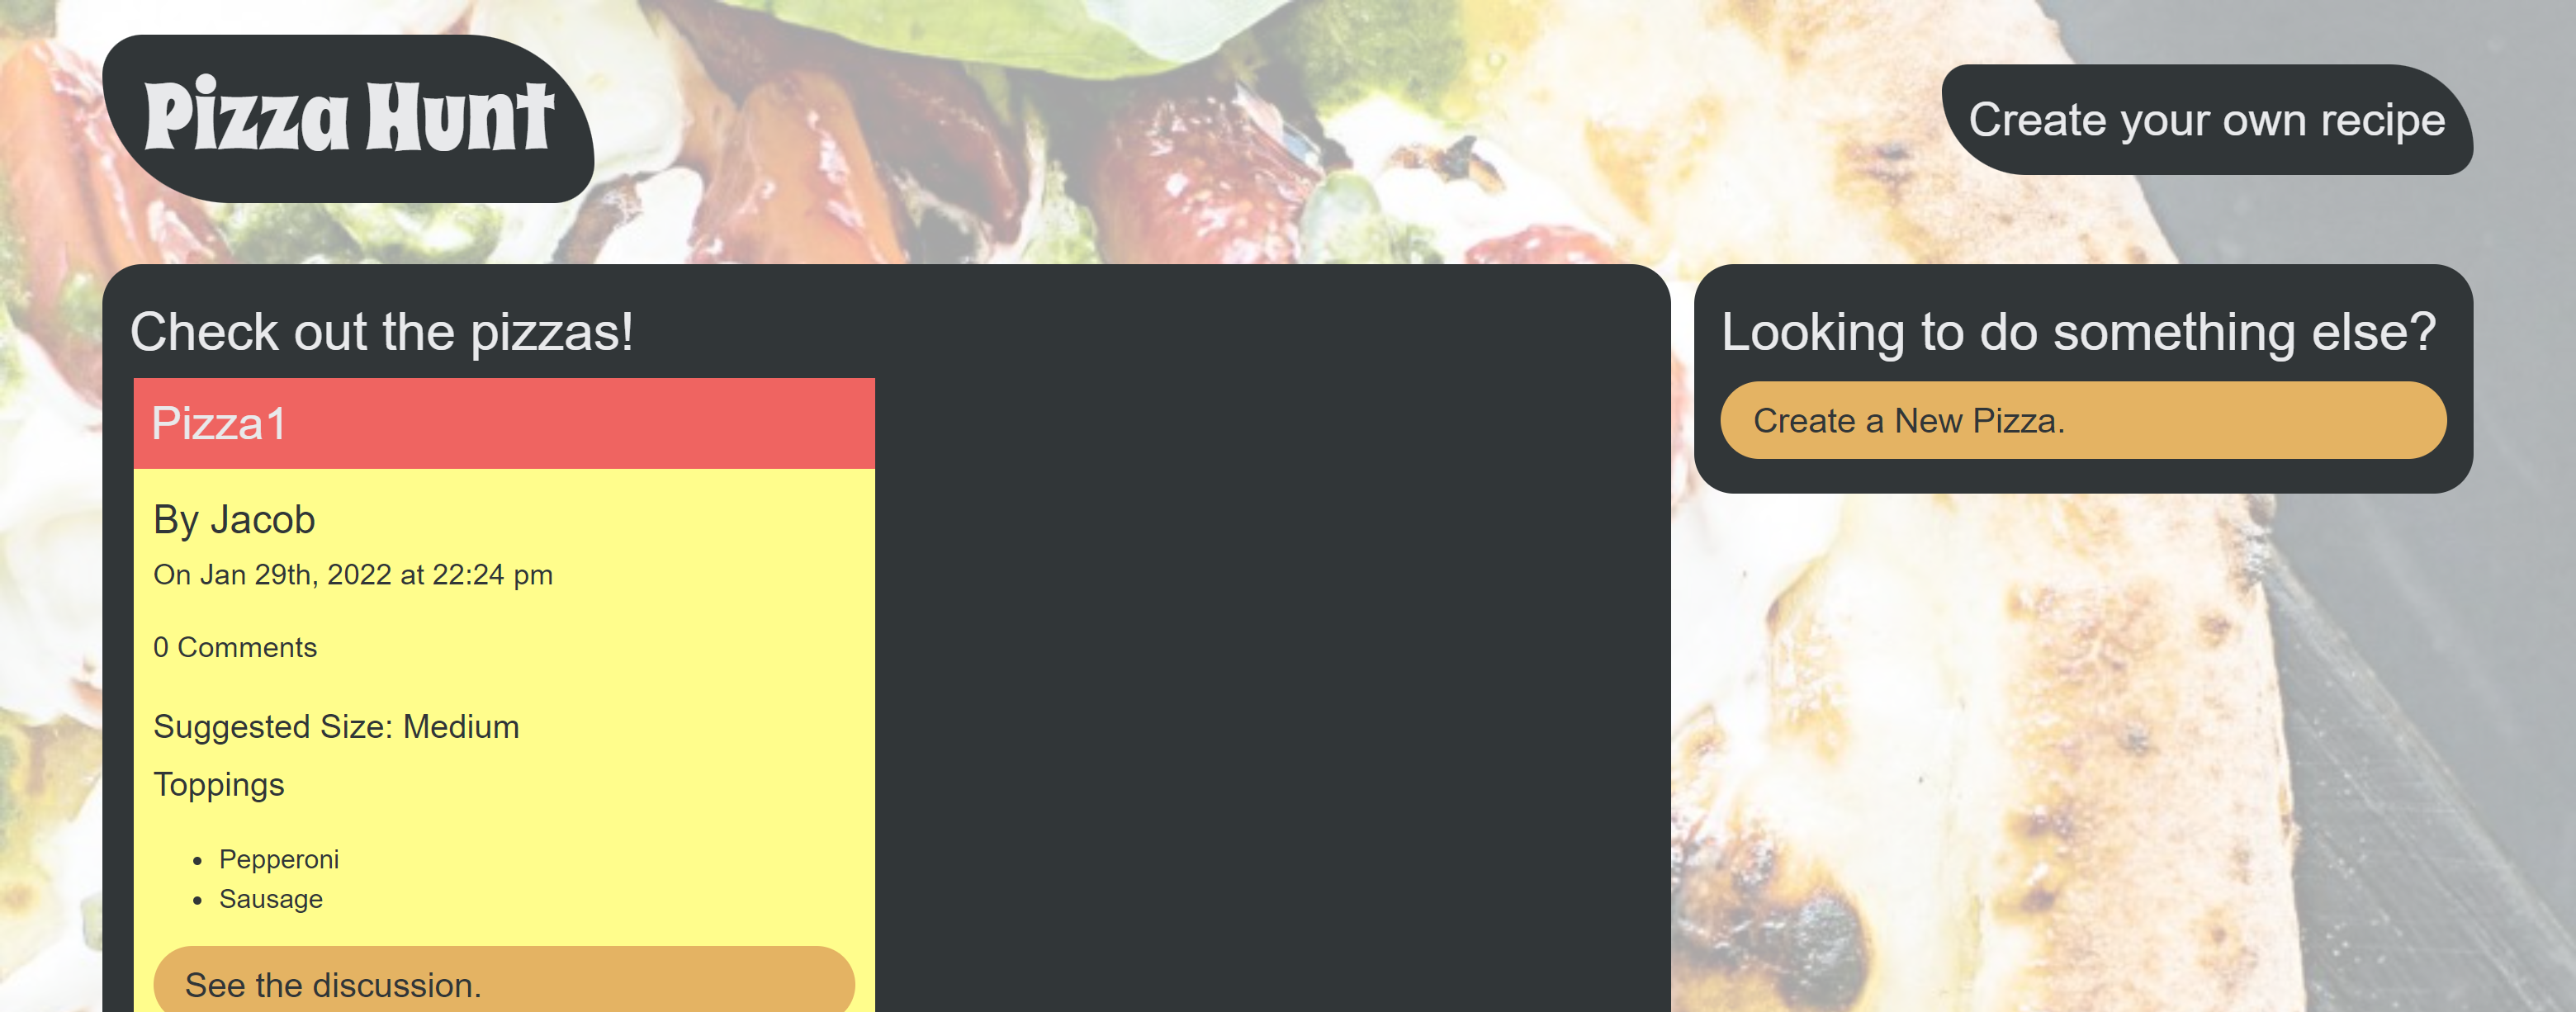 Pizza Hunt
Create your own recipe
Check out the pizzas!
Pizza1
By Jacob
On Jan 29th, 2022 at 22:24 pm
0 Comments
Suggested Size: Medium
Toppings
• Pepperoni
• Sausage
See the discussion.
Looking to do something else?
Create a New Pizza.